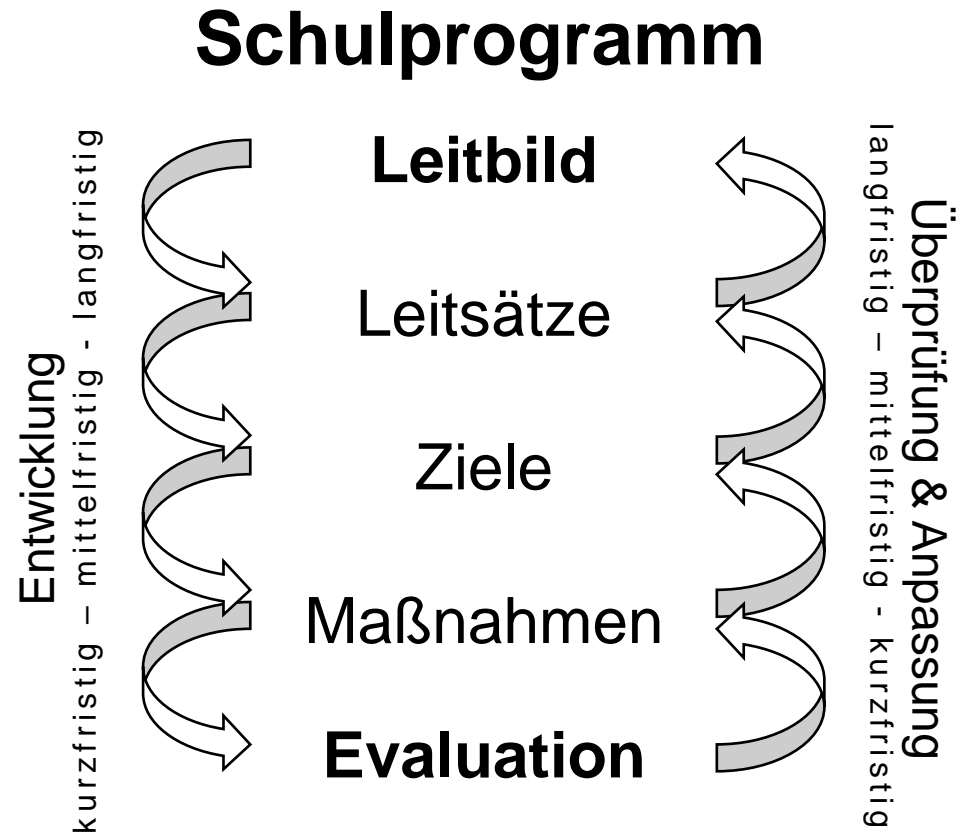 Schulprogramm
Leitbild
Leitsätze
Ziele
Maßnahmen
Evaluation
Entwicklung
kurzfristig – mittelfristig - langfristig
Überprüfung & Anpassung
langfristig – mittelfristig - kurzfristig